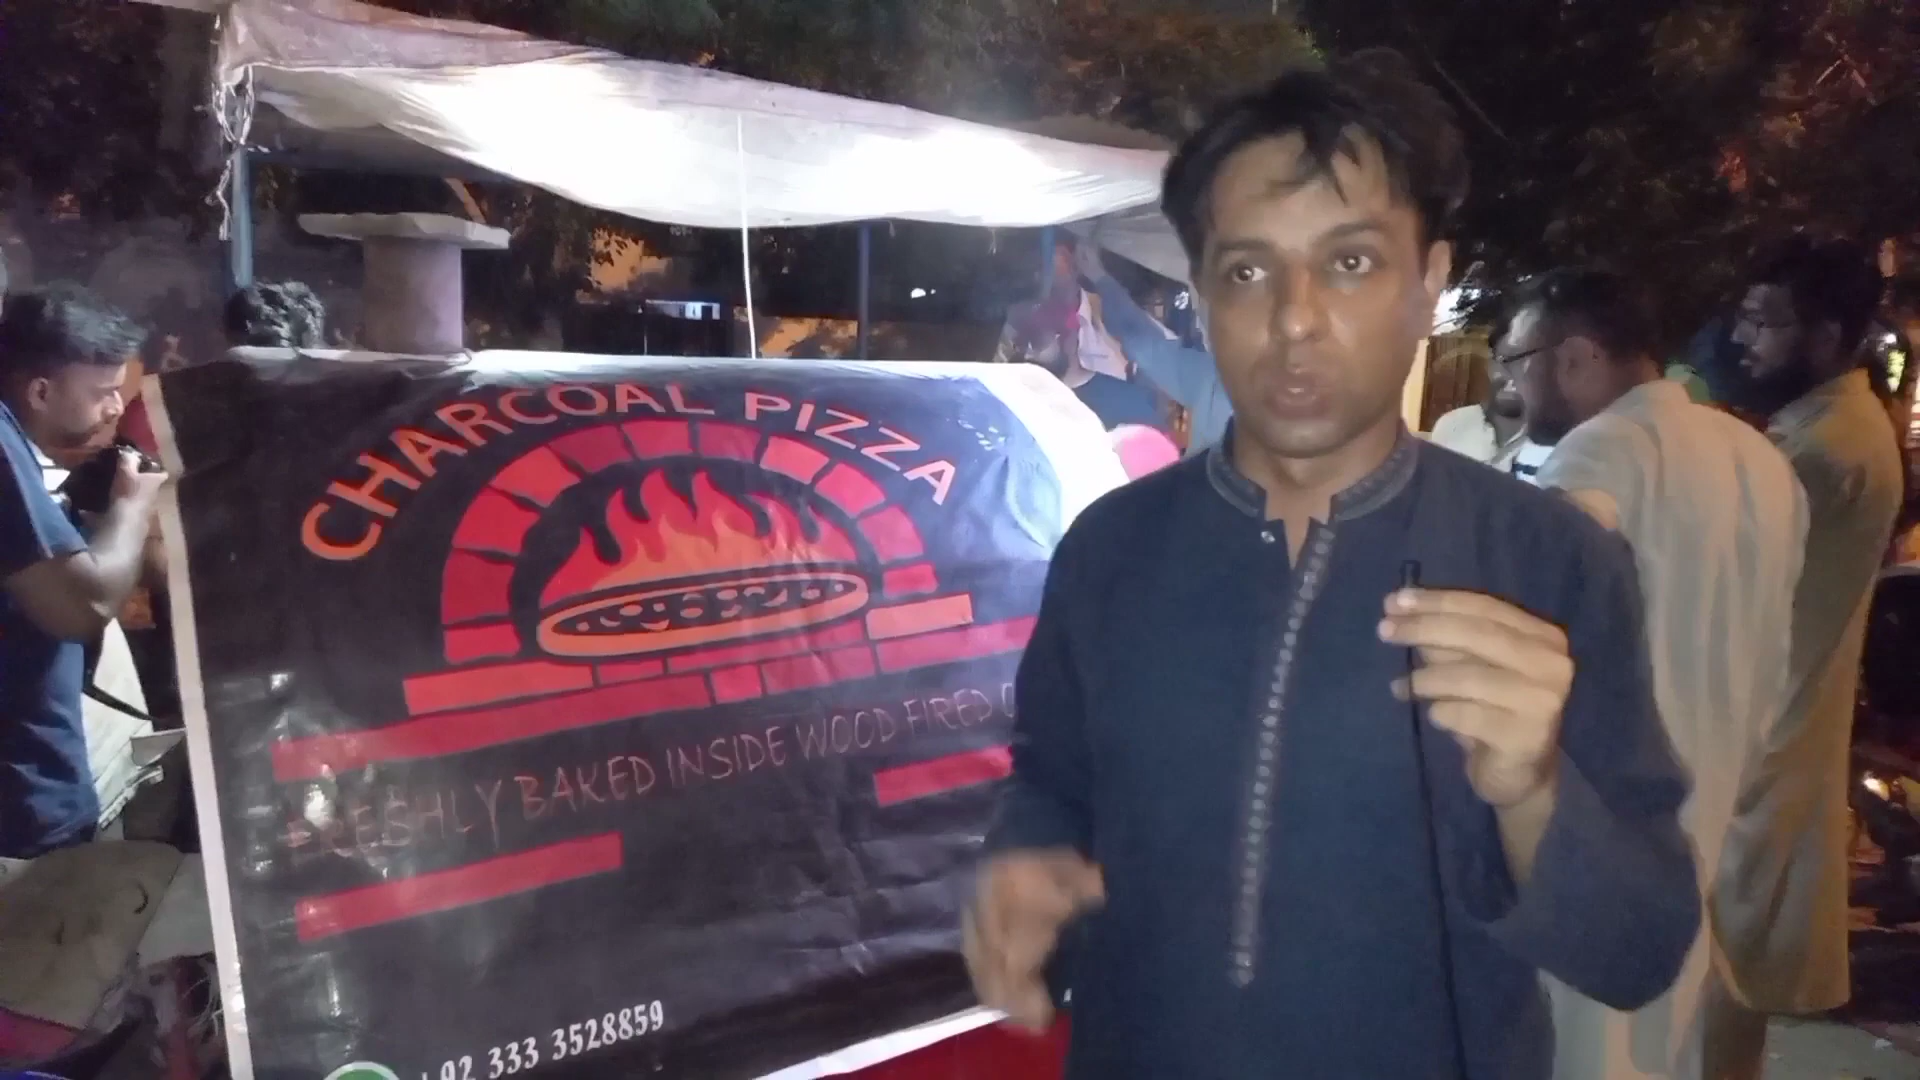 CHARCOAL PIZZA
FRESHLY BAKED INSIDE WOOD FIRED
+92 333 3528859